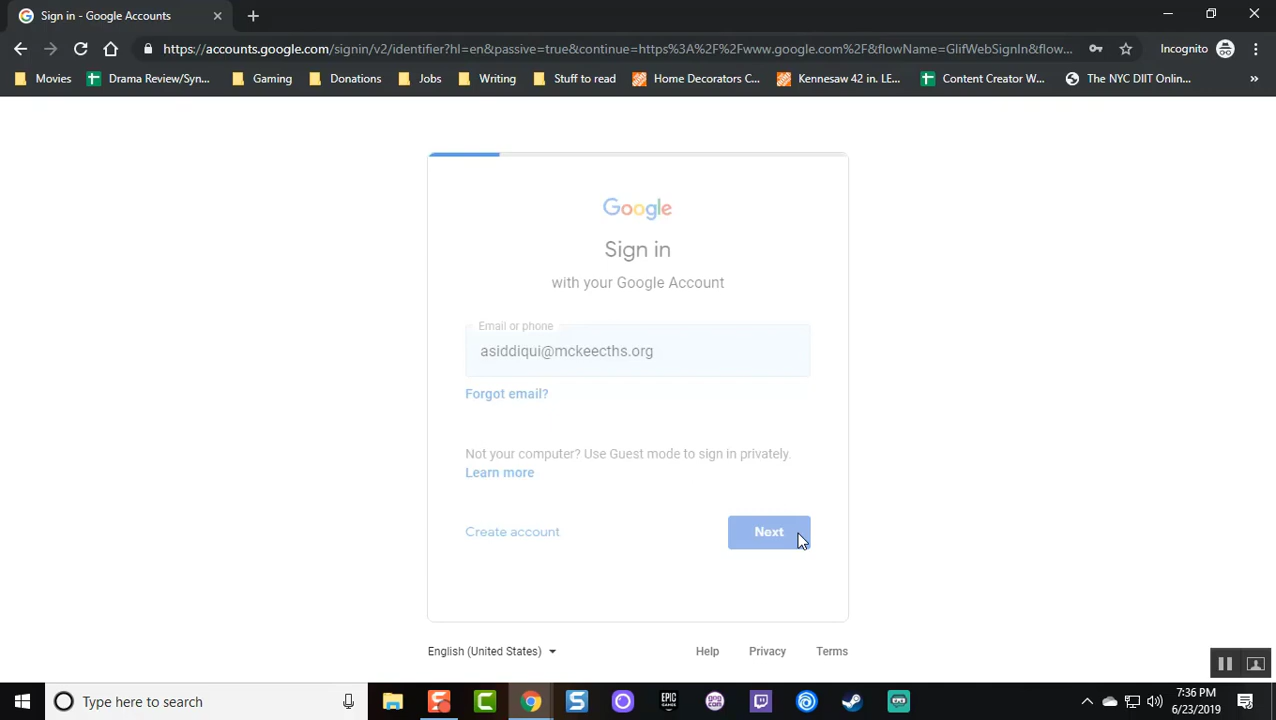 Sign in - Google Accounts
https://accounts.google.com/signin/v2/identifier?hl=en&passive=true&continue=https%3A%2F%2Fwww.google.com%2F&flowName=GlifWebSignIn&flow...
Incognito
Movies
Drama Review/Syn...
Gaming
Donations
Jobs
Writing
Stuff to read
Home Decorators C...
Kennesaw 42 in. LE...
Content Creator W...
The NYC DIIT Onlin...
Google
Sign in
with your Google Account
Email or phone
asiddiqui@mckeecths.org
Forgot email?
Not your computer? Use Guest mode to sign in privately.
Learn more
Create account
Next
English (United States)
Help
Privacy
Terms
Type here to search
EPIC
GAMES
7:36 PM
6/23/2019